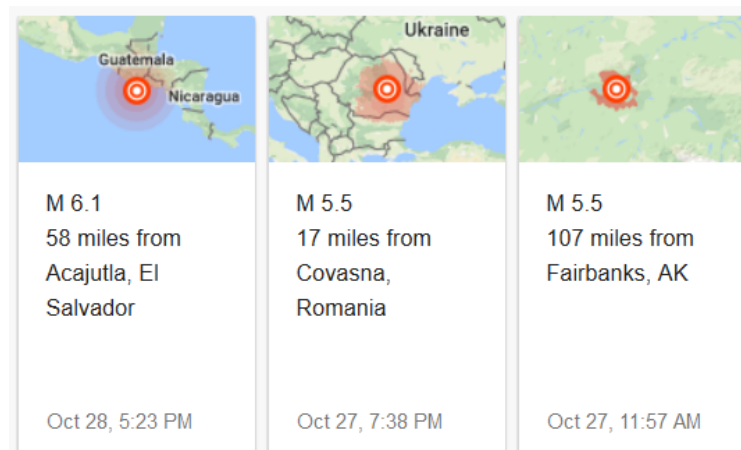 Guatemala
Nicaragua
M 6.1
58 miles from
Acajutla, El
Salvador
Oct 28, 5:23 PM
Ukraine
M 5.5
17 miles from
Covasna,
Romania
Oct 27, 7:38 PM
M 5.5
107 miles from
Fairbanks, AK
Oct 27, 11:57 AM